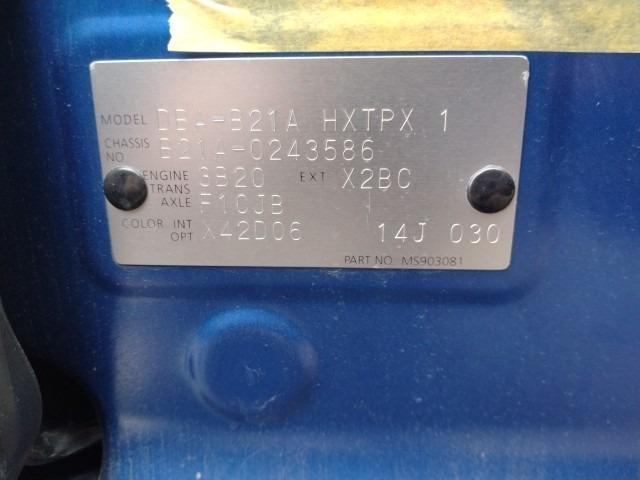 MODEL DBA-B21A HXTPX 1
CHASSIS NO B21A-0243586
ENGINE 3B20 EXT X2BC
TRANS AXLE F1CJB
COLOR INT OPT X42D06 14J 030
PART NO MS903081